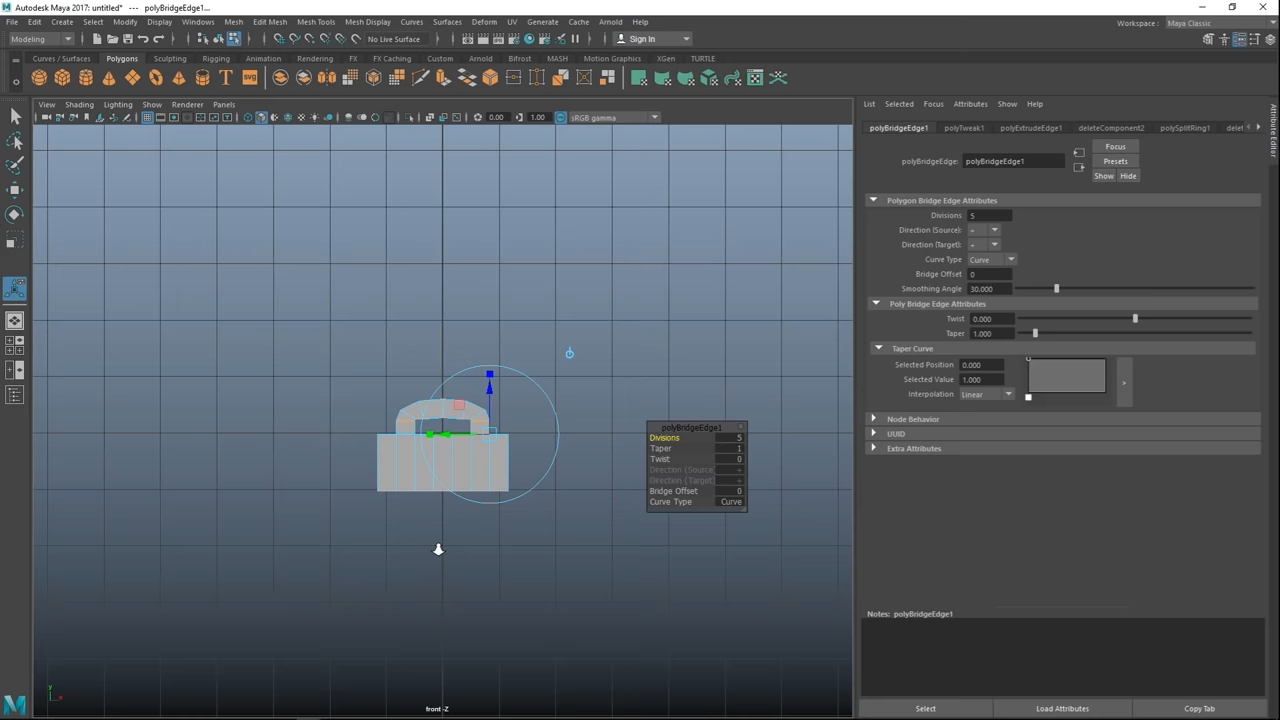 Autodesk Maya 2017: untitled* --- polyBridgeEdge1...
File Edit Create Select Modify Display Windows Mesh Edit Mesh Mesh Tools Mesh Display Curves Surfaces Deform UV Generate Cache Arnold Help
Workspace : Maya Classic
Modeling No Live Surface Sign In
Curves / Surfaces Polygons Sculpting Rigging Animation Rendering FX FX Caching Custom Arnold Bifrost MASH Motion Graphics XGen TURTLE
T svg
View Shading Lighting Show Renderer Panels
0.00 1.00 sRGB gamma
List Selected Focus Attributes Show Help
polyBridgeEdge1 polyTweak1 polyExtrudeEdge1 deleteComponent2 polySplitRing1 delet
Attribute Editor
polyBridgeEdge: polyBridgeEdge1
Focus
Presets
Show Hide
Polygon Bridge Edge Attributes
Divisions 5
Direction (Source): +
Direction (Target): +
Curve Type Curve
Bridge Offset 0
Smoothing Angle 30.000
Poly Bridge Edge Attributes
Twist 0.000
Taper 1.000
Taper Curve
Selected Position 0.000
Selected Value 1.000
Interpolation Linear
>
Node Behavior
UUID
Extra Attributes
Notes: polyBridgeEdge1
Select Load Attributes Copy Tab
polyBridgeEdge1
Divisions 5
Taper 1
Twist 0
Direction (Source) +
Direction (Target) +
Bridge Offset 0
Curve Type Curve
y x
front -Z